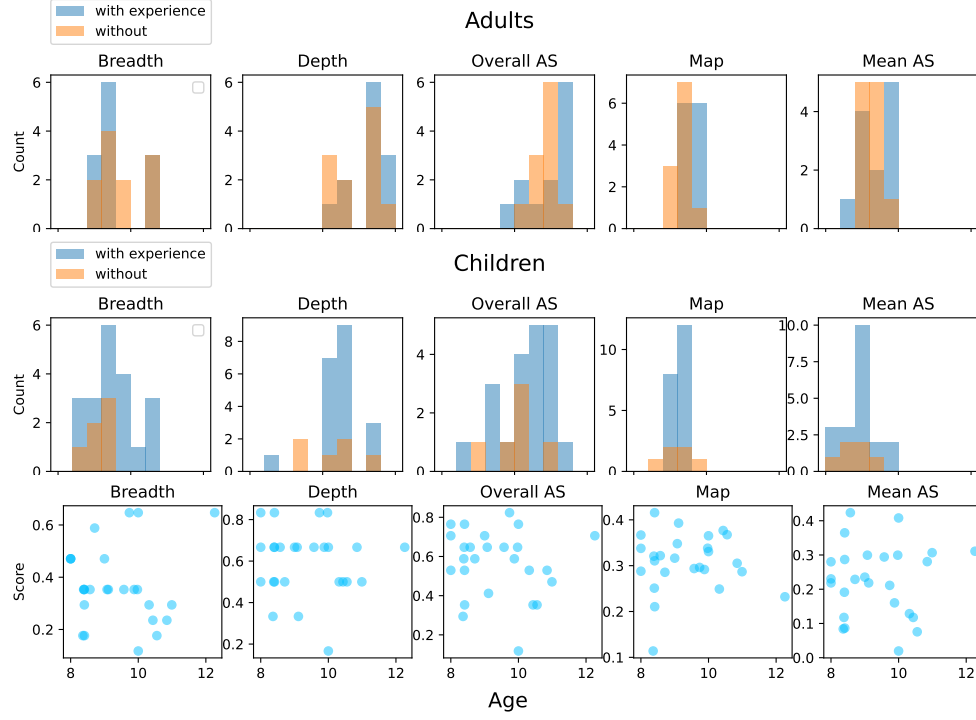 with experience
without
Adults
Breadth Depth Overall AS Map Mean AS
Count
6 4 2 0
6 4 2 0
6 4 2 0
6 4 2 0
4 2 0
with experience
without
Children
Breadth Depth Overall AS Map Mean AS
Count
6 4 2 0
8 6 4 2 0
4 2 0
10 5 0
10 10.0 7.5 5.0 2.5 0.0
Breadth Depth Overall AS Map Mean AS
Score
0.6 0.4 0.2
0.8 0.6 0.4 0.2
0.8 0.6 0.4 0.2
0.4 0.3 0.2 0.1
0.4 0.3 0.2 0.1 0.0
8 10 12 8 10 12 8 10 12 8 10 12 8 10 12
Age